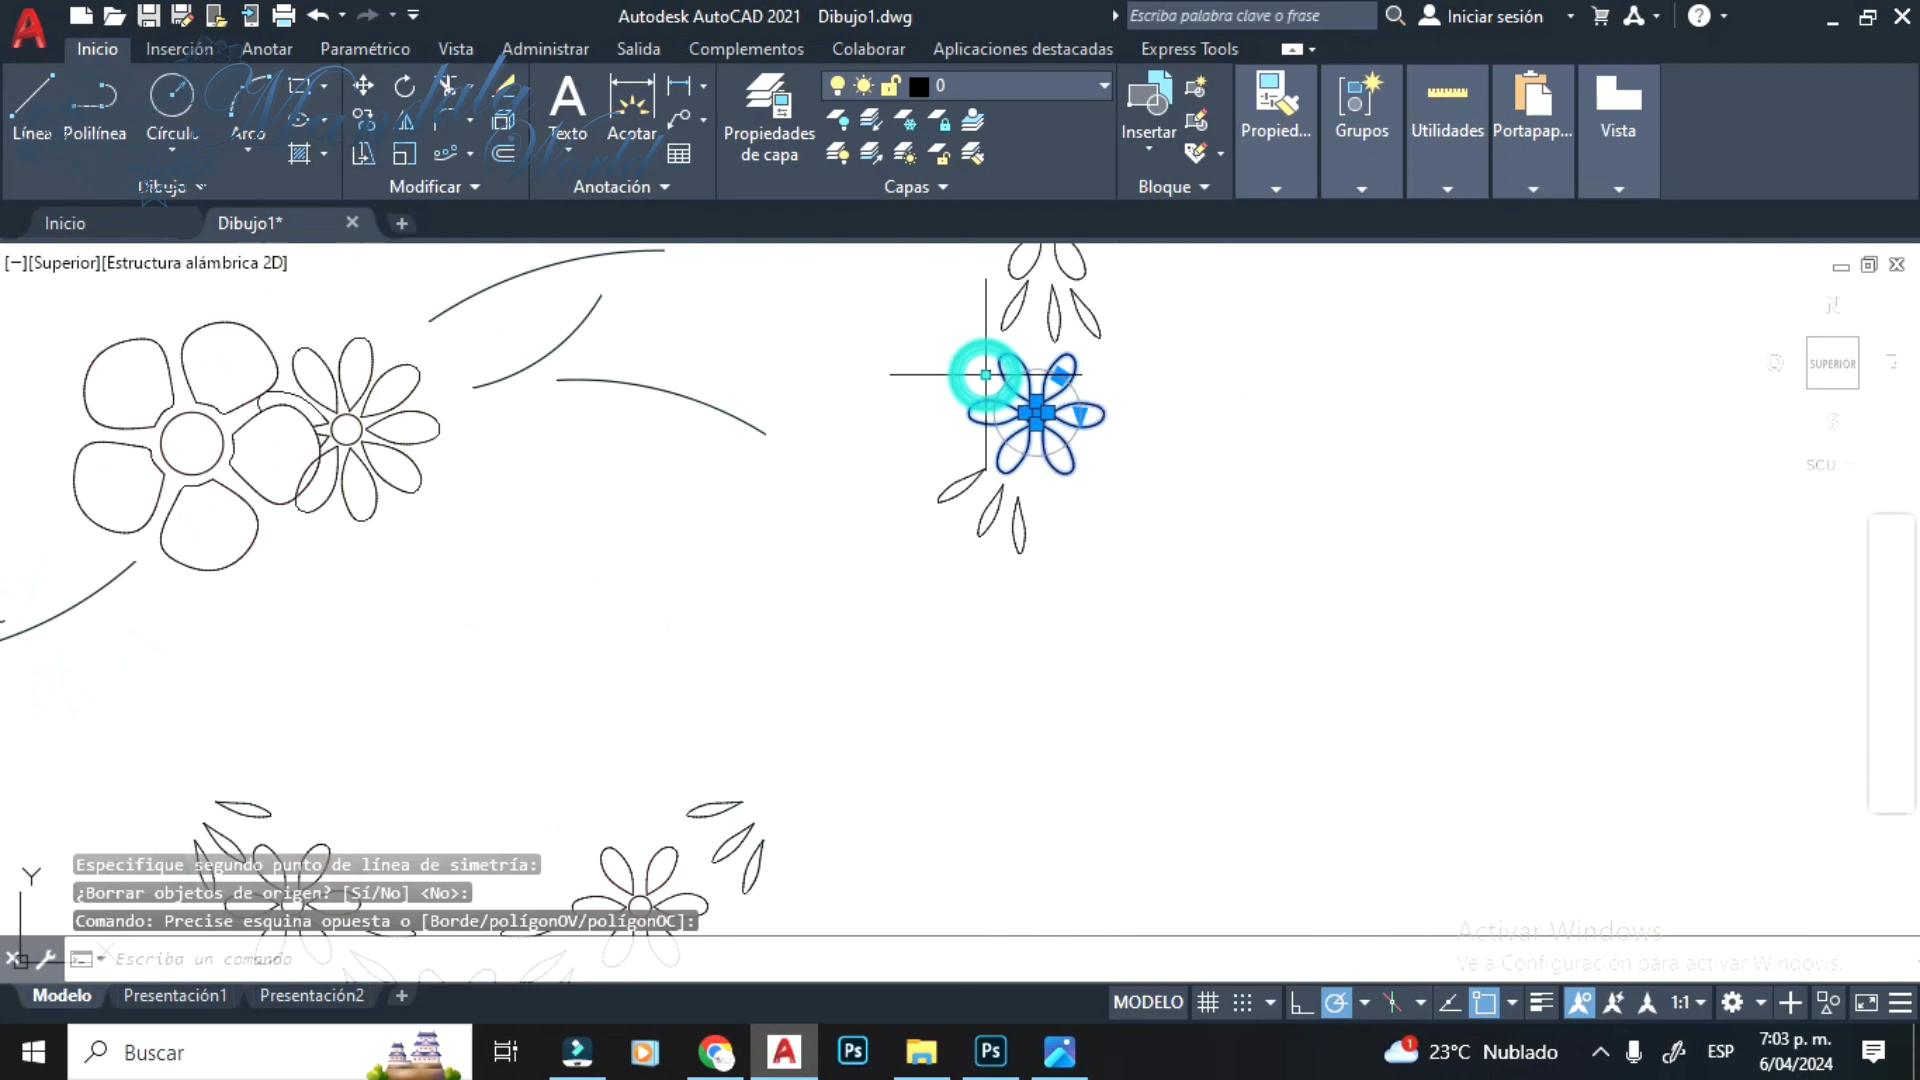 Autodesk AutoCAD 2021 Dibujo1.dwg
Escriba palabra clave o frase
Iniciar sesión
Inicio Inserción Anotar Paramétrico Vista Administrar Salida Complementos Colaborar Aplicaciones destacadas Express Tools
Mandala
World
Línea Polilínea Círculo Arco
Texto Acotar
Propiedades
de capa
0
Insertar
Propied... Grupos Utilidades Portapap... Vista
Dibujo Modificar Anotación Capas Bloque
Inicio Dibujo1* +
[−][Superior][Estructura alámbrica 2D]
N
O SUPERIOR E
S
SCU
Y
Especifique segundo punto de línea de simetría:
¿Borrar objetos de origen? [Sí/No] <No>:
Comando: Precise esquina opuesta o [Borde/polígonOV/polígonOC]:
Escriba un comando
Activar Windows
Ve a Configuración para activar Windows.
Modelo Presentación1 Presentación2 +
MODELO 1:1
Buscar
Ps Ps
1 23°C Nublado
ESP
7:03 p. m.
6/04/2024